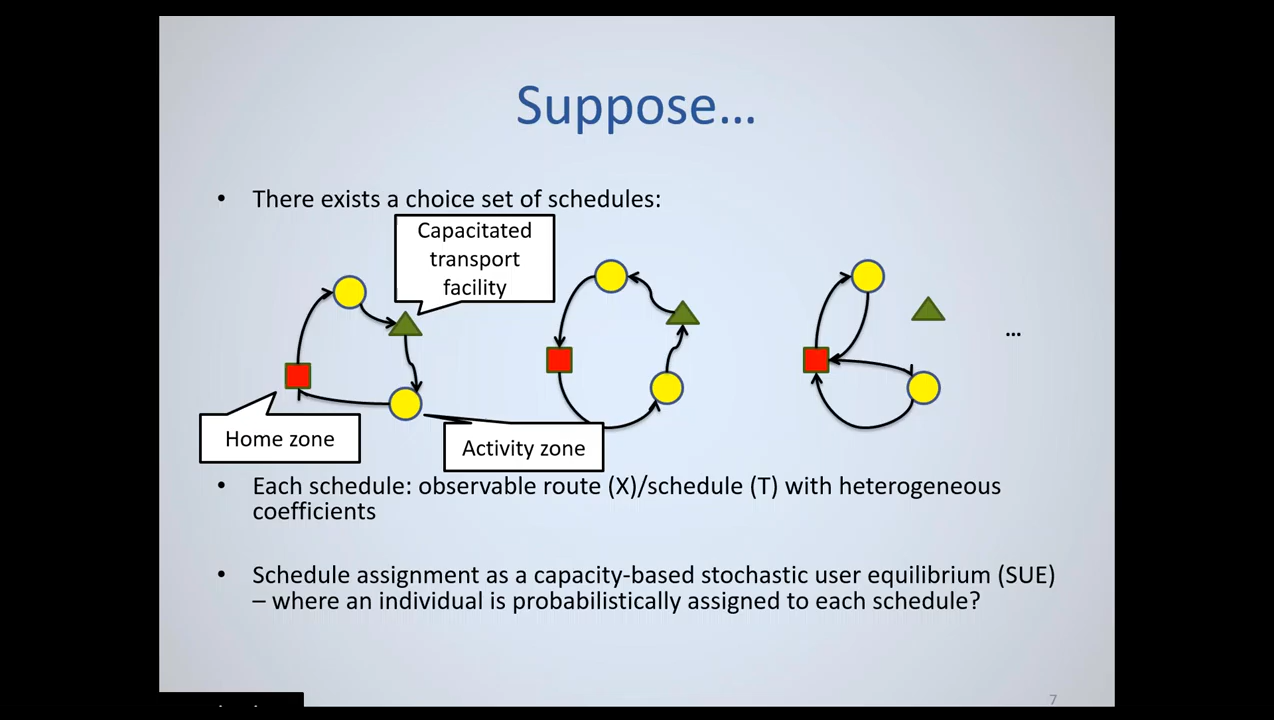 Suppose...
• There exists a choice set of schedules:
Capacitated
transport
facility
...
Home zone
Activity zone
• Each schedule: observable route (X)/schedule (T) with heterogeneous
coefficients
• Schedule assignment as a capacity-based stochastic user equilibrium (SUE)
– where an individual is probabilistically assigned to each schedule?
7